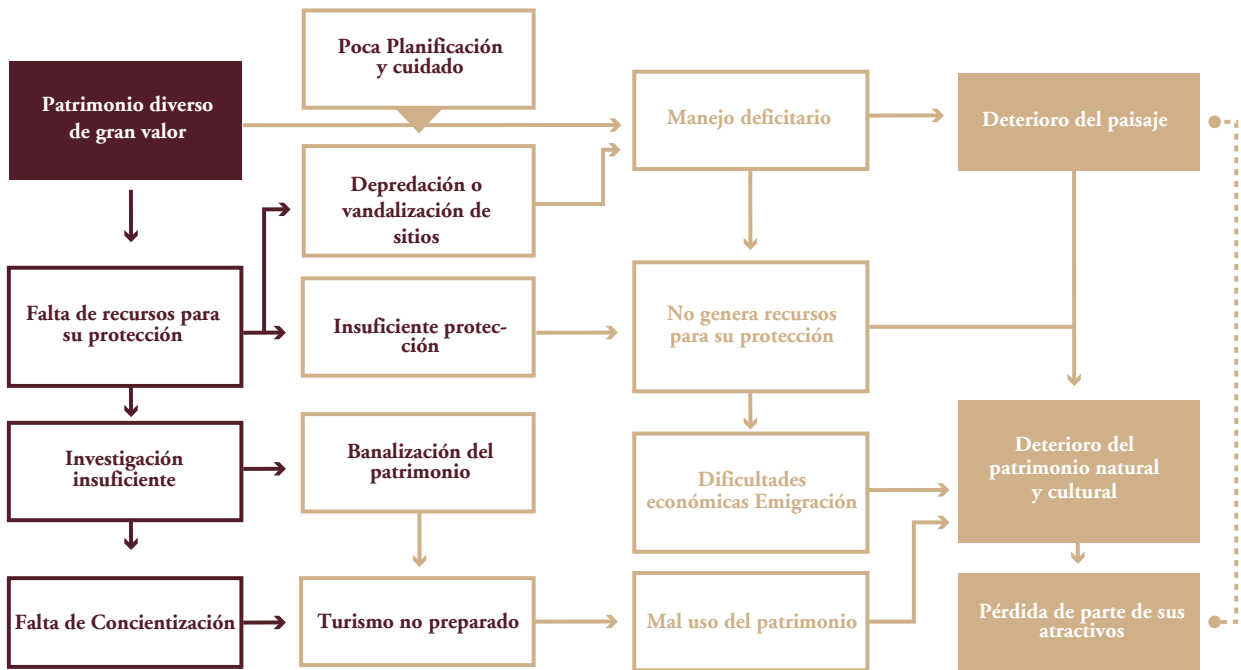 Poca Planificación
y cuidado
Patrimonio diverso
de gran valor
Manejo deficitario
Deterioro del paisaje
Depredación o
vandalización de
sitios
Falta de recursos para
su protección
Insuficiente protec-
ción
No genera recursos
para su protección
Investigación
insuficiente
Banalización del
patrimonio
Dificultades
económicas Emigración
Deterioro del
patrimonio natural
y cultural
Falta de Concientización
Turismo no preparado
Mal uso del patrimonio
Pérdida de parte de sus
atractivos